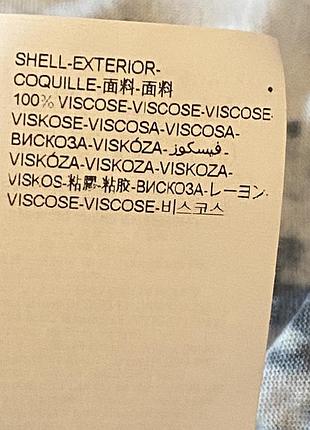 SHELL-EXTERIOR-
COQUILLE-面料-面料
100% VISCOSE-VISCOSE-VISCOSE-
VISKOSE-VISCOSA-VISCOSA-
ВИСКОЗА-VISKÓZA-فيسكوز-
VISKÓZA-VISKOZA-VISKOZA-
VISKOS-粘膠-粘胶-ВИСКОЗА-レーヨン-
VISCOSE-VISCOSE-비스코스